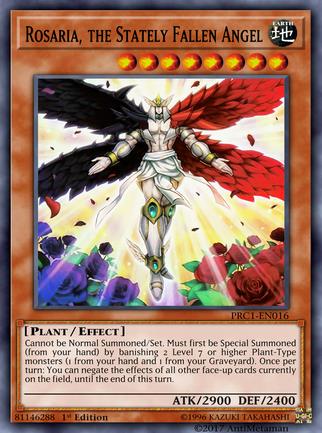 Rosaria, the Stately Fallen Angel
EARTH
地
PRC1-EN016
[Plant / Effect]
Cannot be Normal Summoned/Set. Must first be Special Summoned
(from your hand) by banishing 2 Level 7 or higher Plant-Type
monsters (1 from your hand and 1 from your Graveyard). Once per
turn: You can negate the effects of all other face-up cards currently
on the field, until the end of this turn.
ATK/2900 DEF/2400
81146288 1st Edition ©1996 KAZUKI TAKAHASHI
©2017 AntiMetaman